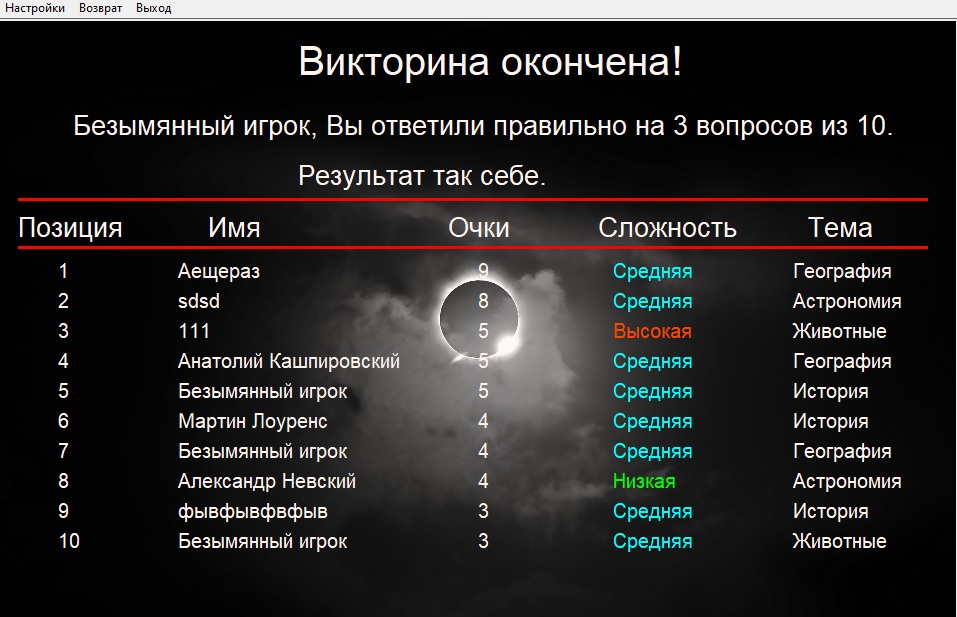 Настройки Возврат Выход
Викторина окончена!
Безымянный игрок, Вы ответили правильно на 3 вопросов из 10.
Результат так себе.
Позиция Имя Очки Сложность Тема
1 Аещераз 9 Средняя География
2 sdsd 8 Средняя Астрономия
3 111 5 Высокая Животные
4 Анатолий Кашпировский 5 Средняя География
5 Безымянный игрок 5 Средняя История
6 Мартин Лоуренс 4 Средняя История
7 Безымянный игрок 4 Средняя География
8 Александр Невский 4 Низкая Астрономия
9 фывфывфвфыв 3 Средняя История
10 Безымянный игрок 3 Средняя Животные